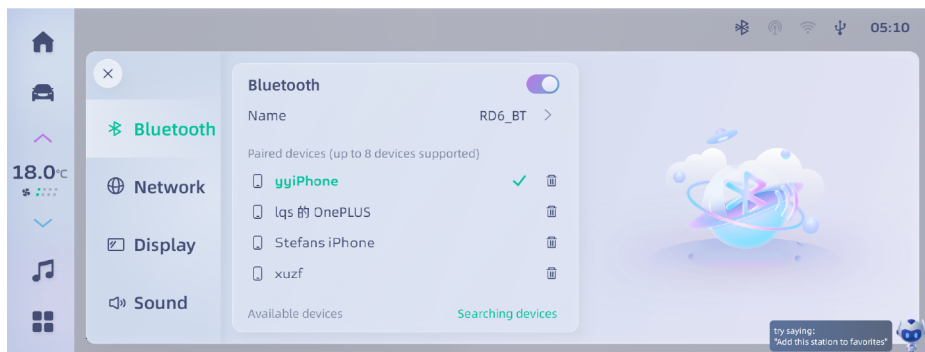 05:10
18.0°C
Bluetooth
Network
Display
Sound
Bluetooth
Name RD6_BT >
Paired devices (up to 8 devices supported)
yyiPhone
lqs 的 OnePLUS
Stefans iPhone
xuzf
Available devices Searching devices
try saying:
"Add this station to favorites"